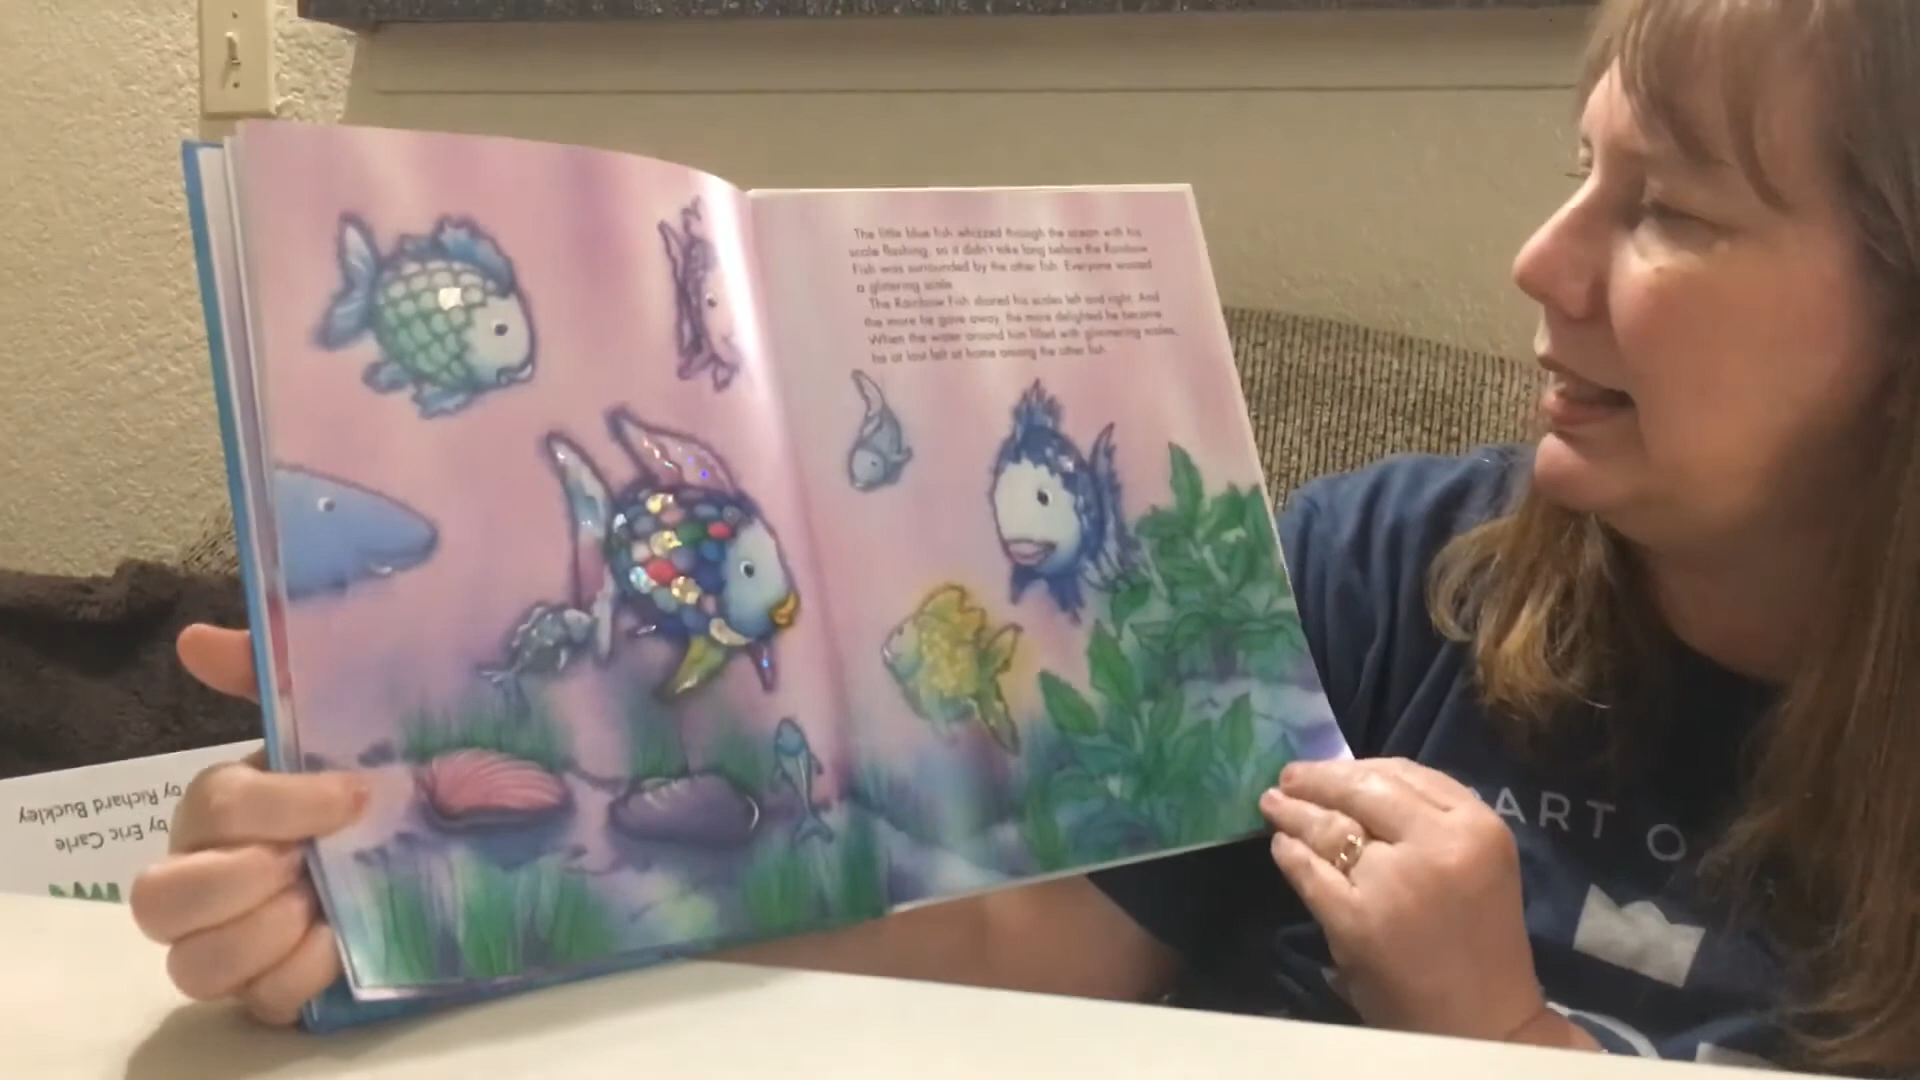 The little blue fish whizzed through the ocean with his
scale flashing, so it didn't take long before the Rainbow
Fish was surrounded by the other fish. Everyone wanted
a glittering scale.
The Rainbow Fish shared his scales left and right. And
the more he gave away, the more delighted he became.
When the water around him filled with glimmering scales,
he at last felt at home among the other fish.
by Eric Carle
by Richard Buckley
PART O